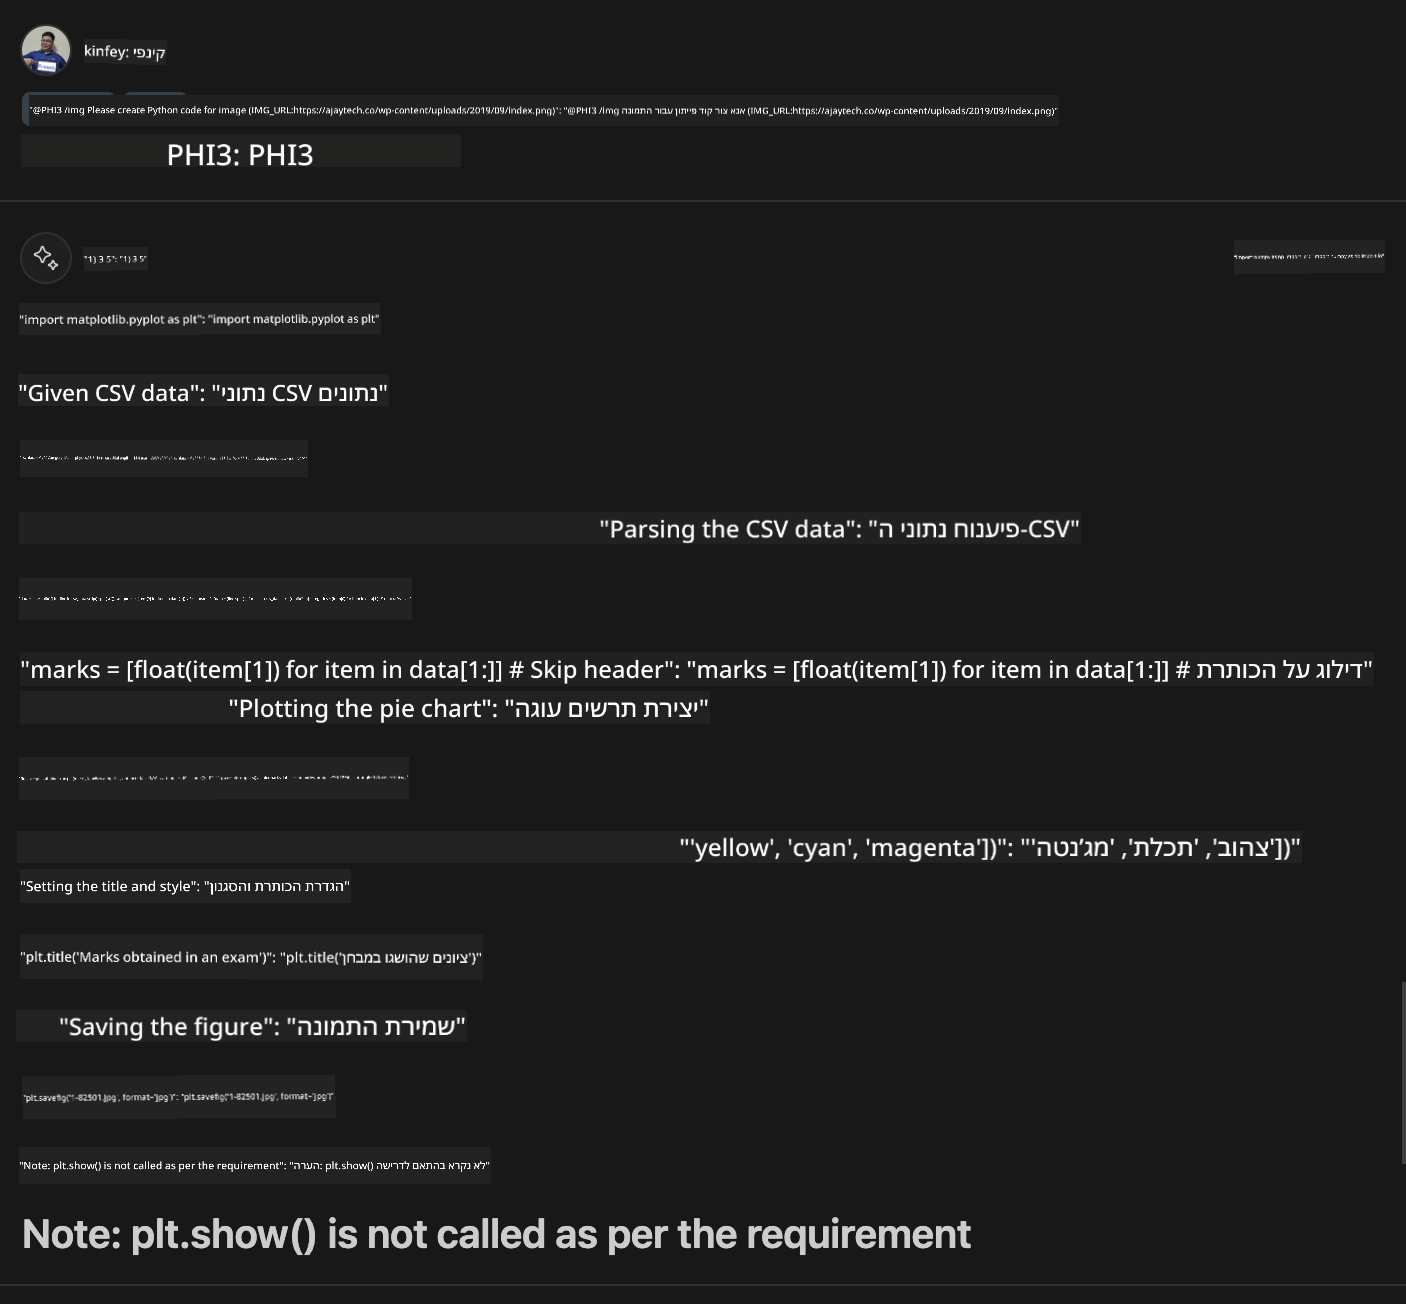 kinfey: קינפי
"@PHI3 /img Please create Python code for image (IMG_URL:https://ajaytech.co/wp-content/uploads/2019/09/index.png)": "@PHI3 /img אנא צור קוד פייתון עבור התמונה (IMG_URL:https://ajaytech.co/wp-content/uploads/2019/09/index.png)"
PHI3: PHI3
"1) 3 5": "1) 3 5"
"import matplotlib.pyplot as plt": "import matplotlib.pyplot as plt"
"Given CSV data": "נתוני CSV נתונים"
"Parsing the CSV data": "פיענוח נתוני ה-CSV"
"marks = [float(item[1]) for item in data[1:]] # Skip header": "marks = [float(item[1]) for item in data[1:]] # דילוג על הכותרת"
"Plotting the pie chart": "יצירת תרשים עוגה"
"'yellow', 'cyan', 'magenta'])": "'צהוב', 'תכלת', 'מג'נטה'])"
"Setting the title and style": "הגדרת הכותרת והסגנון"
"plt.title('Marks obtained in an exam')": "plt.title('ציונים שהושגו במבחן')"
"Saving the figure": "שמירת התמונה"
"plt.savefig('1-82501.jpg', format='jpg')": "plt.savefig('1-82501.jpg', format='jpg')"
"Note: plt.show() is not called as per the requirement": "הערה: plt.show() לא נקרא בהתאם לדרישה"
Note: plt.show() is not called as per the requirement